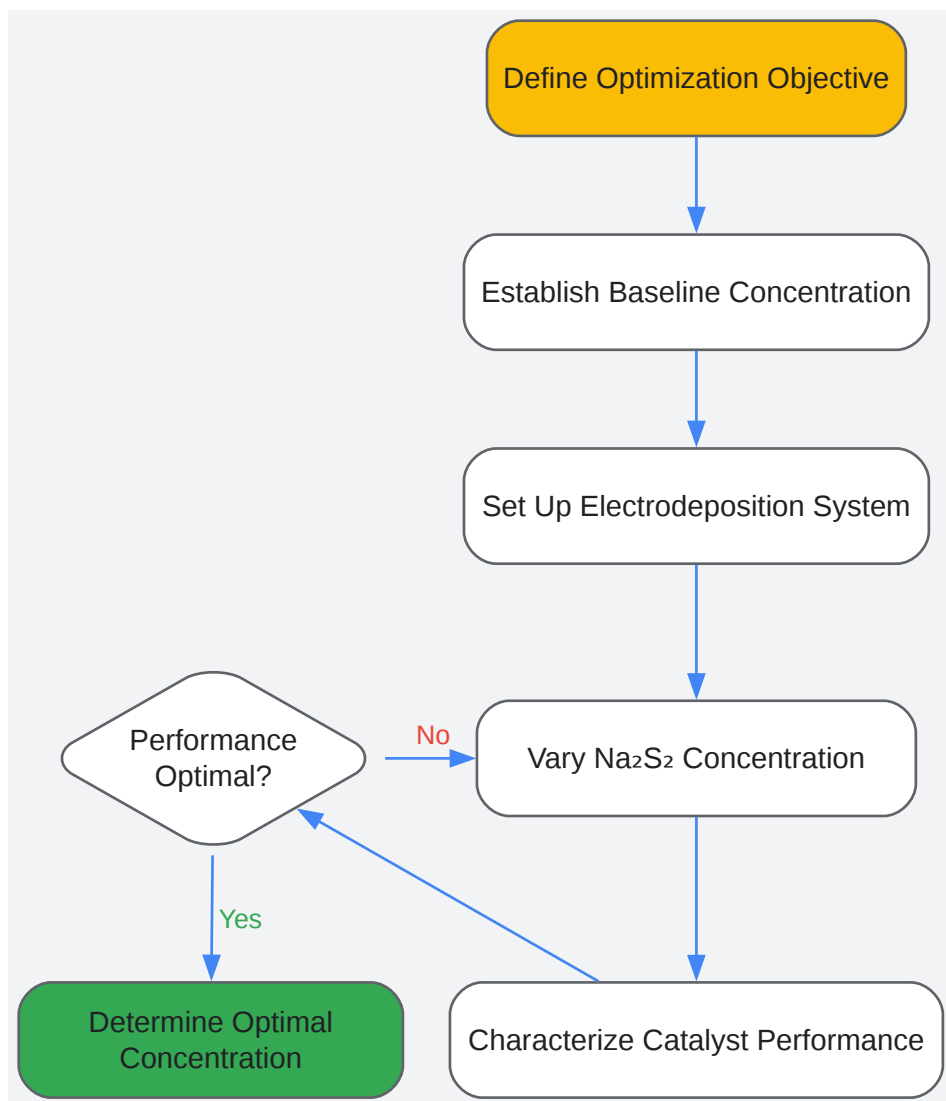 Define Optimization Objective
Establish Baseline Concentration
Set Up Electrodeposition System
Performance
Optimal?
No
Vary Na₂S₂ Concentration
Yes
Determine Optimal
Concentration
Characterize Catalyst Performance